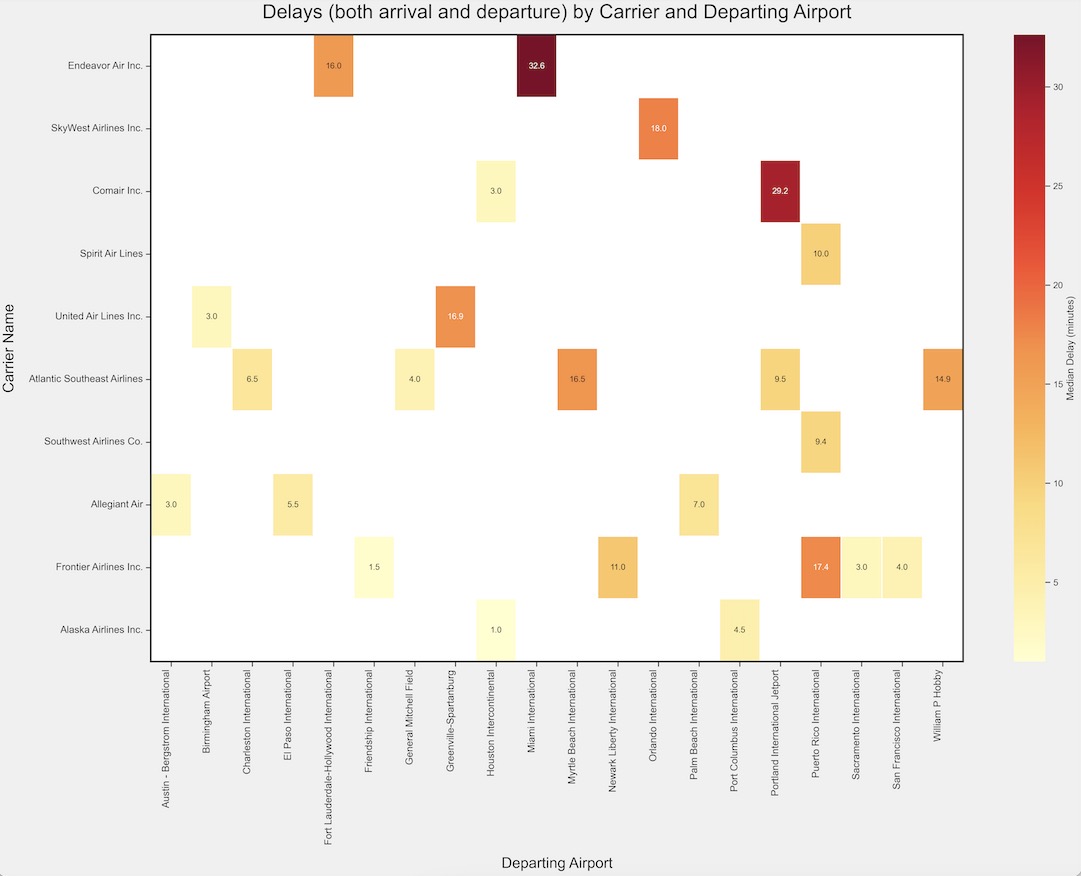 Delays (both arrival and departure) by Carrier and Departing Airport
Carrier Name
Endeavor Air Inc.
16.0
32.6
SkyWest Airlines Inc.
18.0
Comair Inc.
3.0
29.2
Spirit Air Lines
10.0
United Air Lines Inc.
3.0
16.9
Atlantic Southeast Airlines
6.5
4.0
16.5
9.5
14.9
Southwest Airlines Co.
9.4
Allegiant Air
3.0
5.5
7.0
Frontier Airlines Inc.
1.5
11.0
17.4
3.0
4.0
Alaska Airlines Inc.
1.0
4.5
Austin - Bergstrom International
Birmingham Airport
Charleston International
El Paso International
Fort Lauderdale-Hollywood International
Friendship International
General Mitchell Field
Greenville-Spartanburg
Houston Intercontinental
Miami International
Myrtle Beach International
Newark Liberty International
Orlando International
Palm Beach International
Port Columbus International
Portland International Jetport
Puerto Rico International
Sacramento International
San Francisco International
William P Hobby
Departing Airport
30
25
20
15
10
5
Median Delay (minutes)